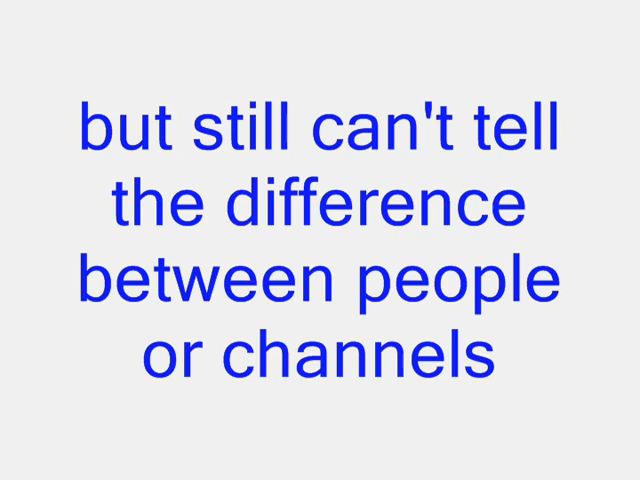 but still can't tell
the difference
between people
or channels